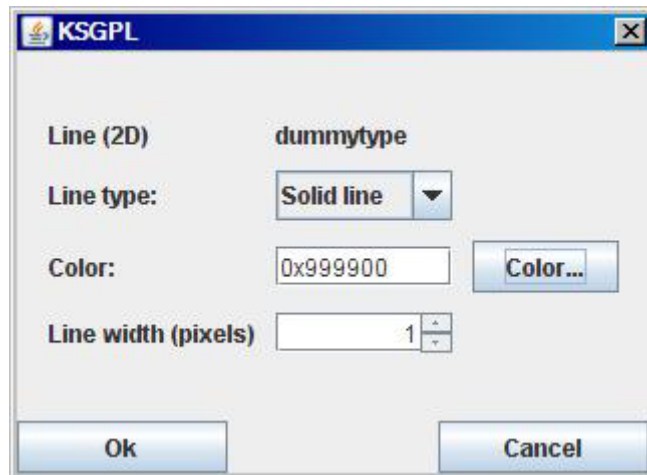 KSGPL
Line (2D) dummytype
Line type: Solid line
Color: 0x999900 Color...
Line width (pixels) 1
Ok Cancel